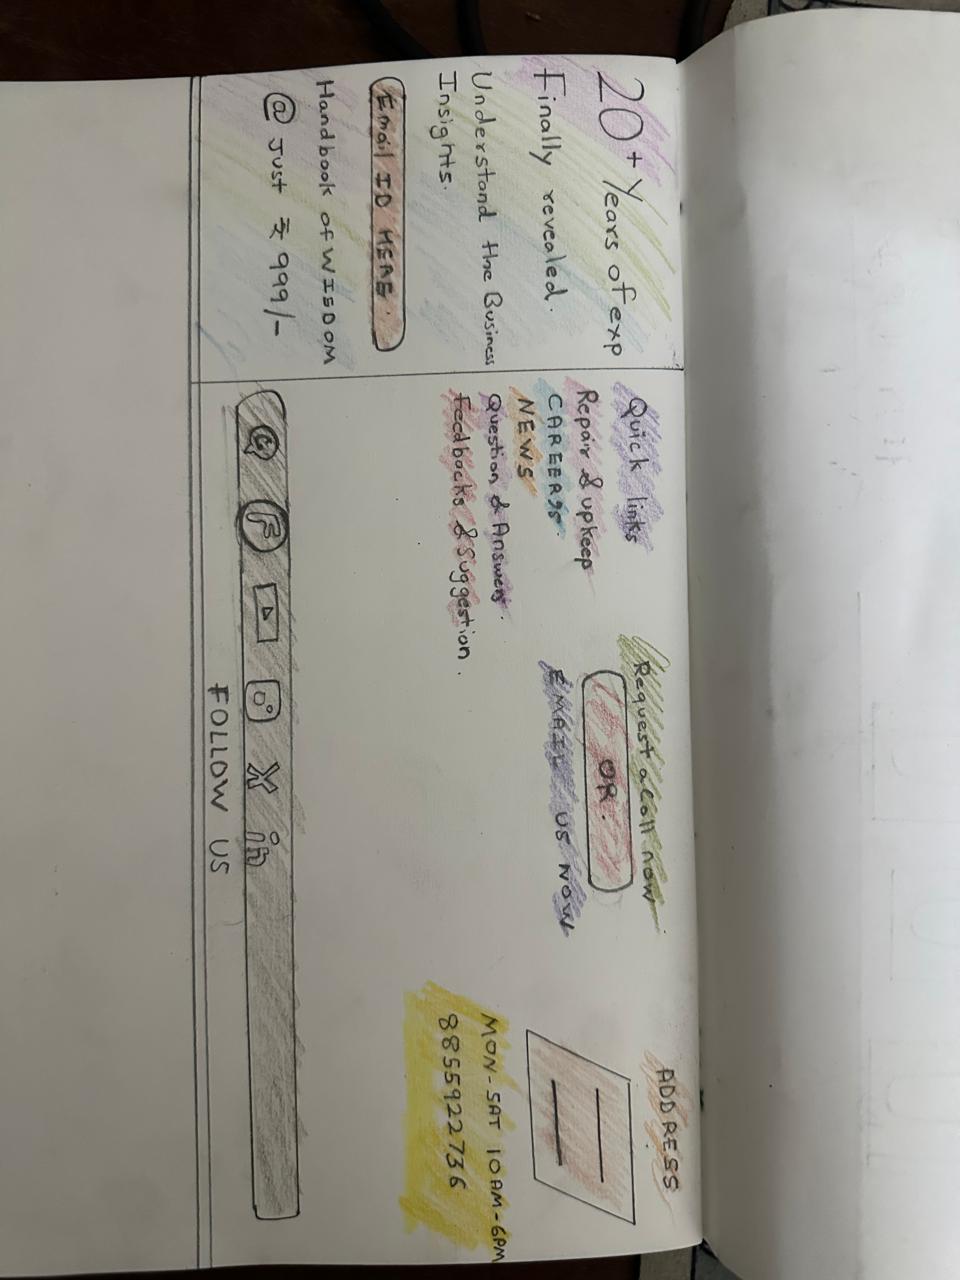 20+ Years of exp
Finally revealed.
Understand the Business
Insights.
Email ID HERE.
Handbook of WISDOM
@ Just ₹ 999/-
Quick links
Repair & upkeep
CAREERS.
NEWS
Question & Answers.
Feedbacks & Suggestion.
Request a call now
OR.
EMAIL US NOW
ADDRESS
MON-SAT 10AM-6PM
8855922736
f
X
in
FOLLOW US